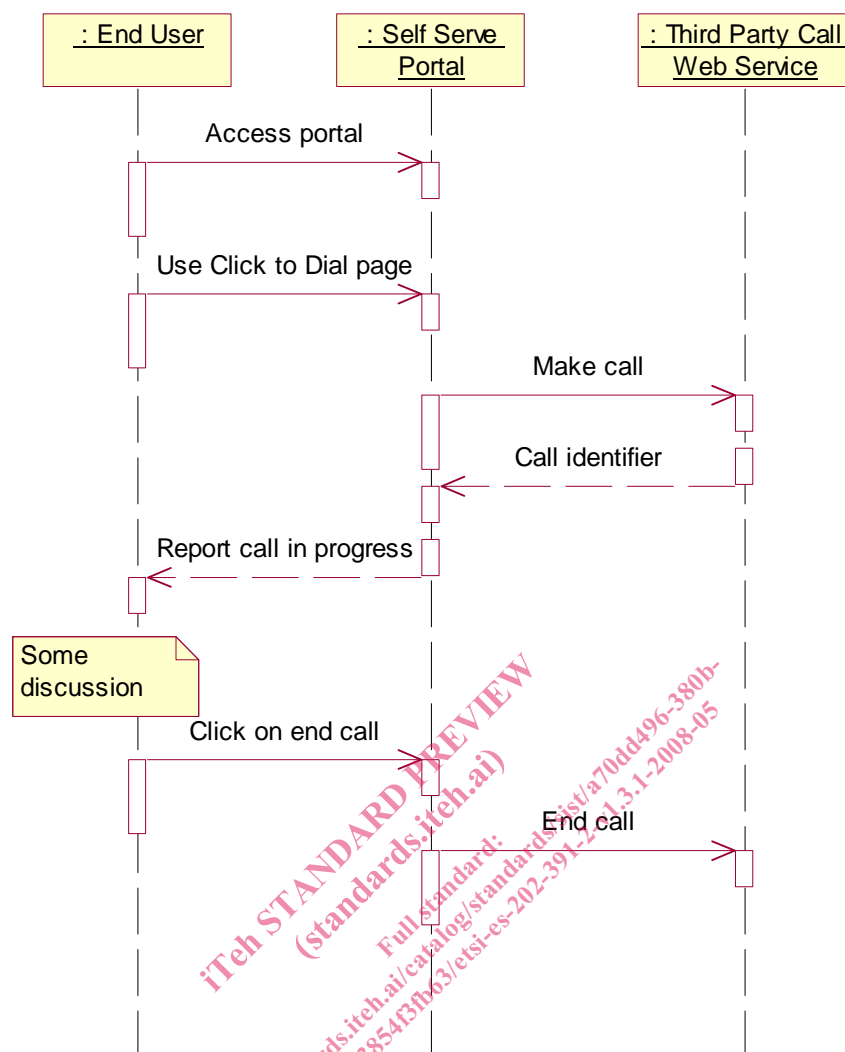 : End User
: Self Serve
Portal
: Third Party Call
Web Service
Access portal
Use Click to Dial page
Make call
Call identifier
Report call in progress
Some
discussion
Click on end call
End call
iTeh STANDARD PREVIEW
(standards.iteh.ai)
Full standard: